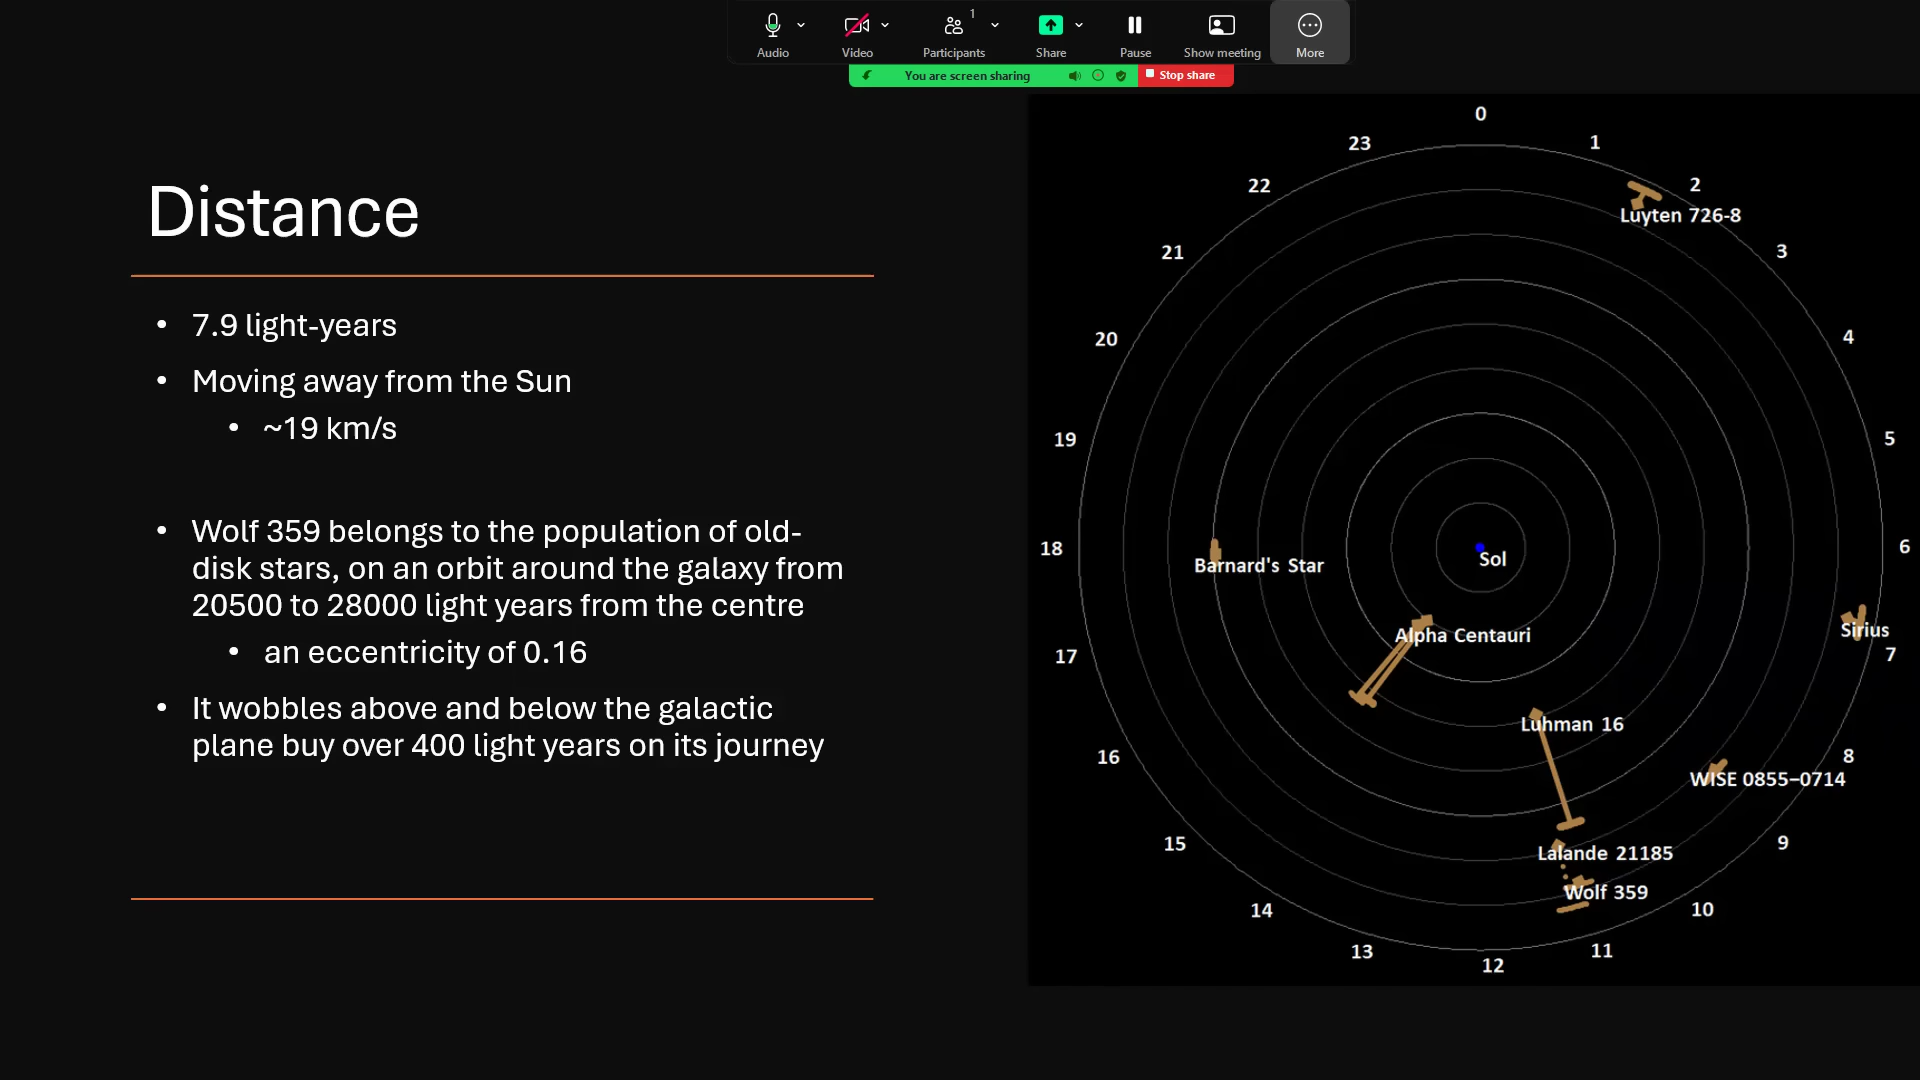 1
Audio
Video
Participants
Share
Pause
Show meeting
More
You are screen sharing
Stop share
Distance
• 7.9 light-years
• Moving away from the Sun
• ~19 km/s
• Wolf 359 belongs to the population of old-
disk stars, on an orbit around the galaxy from
20500 to 28000 light years from the centre
• an eccentricity of 0.16
• It wobbles above and below the galactic
plane buy over 400 light years on its journey
0
1
2
3
4
5
6
7
8
9
10
11
12
13
14
15
16
17
18
19
20
21
22
23
Luyten 726-8
Sol
Barnard's Star
Alpha Centauri
Sirius
Luhman 16
WISE 0855–0714
Lalande 21185
Wolf 359